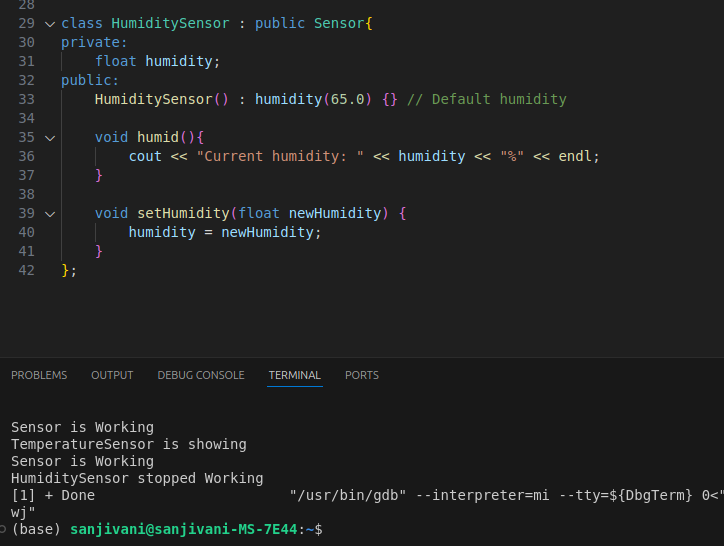 28
29 class HumiditySensor : public Sensor{
30 private:
31     float humidity;
32 public:
33     HumiditySensor() : humidity(65.0) {} // Default humidity
34
35     void humid(){
36         cout << "Current humidity: " << humidity << "%" << endl;
37     }
38
39     void setHumidity(float newHumidity) {
40         humidity = newHumidity;
41     }
42 };
PROBLEMS OUTPUT DEBUG CONSOLE TERMINAL PORTS
Sensor is Working
TemperatureSensor is showing
Sensor is Working
HumiditySensor stopped Working
[1] + Done                       "/usr/bin/gdb" --interpreter=mi --tty=${DbgTerm} 0<"
wj"
(base) sanjivani@sanjivani-MS-7E44:~$